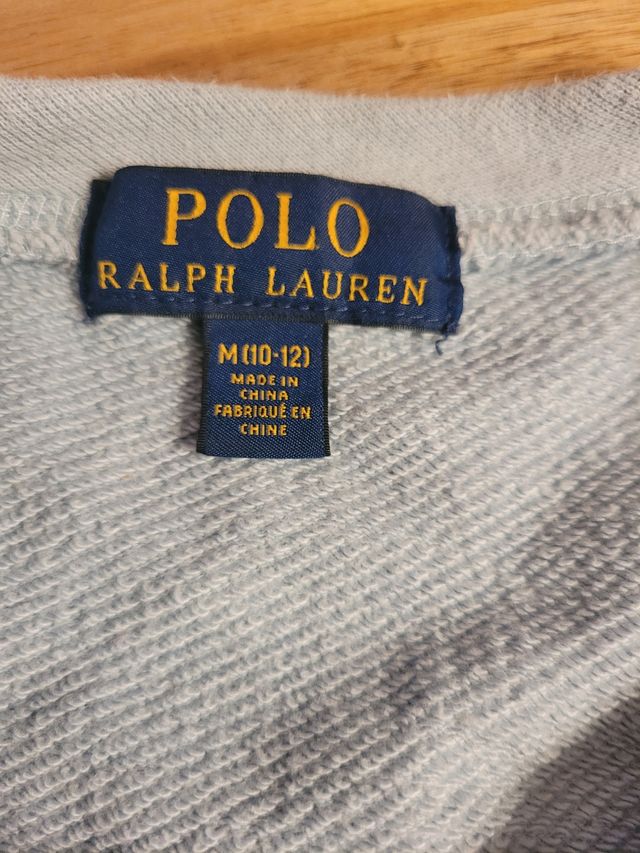 POLO
RALPH LAUREN
M(10-12)
MADE IN
CHINA
FABRIQUÉ EN
CHINE